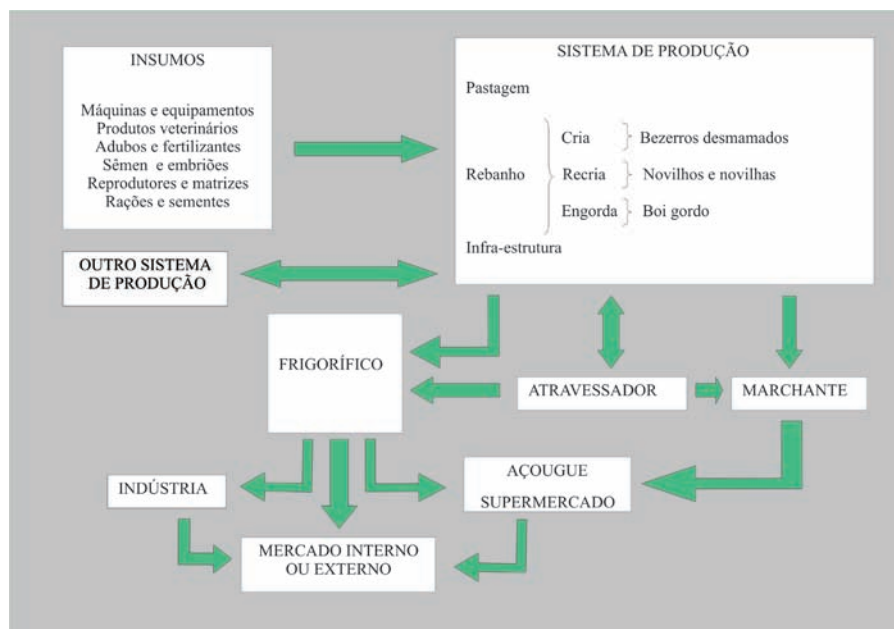 INSUMOS
Máquinas e equipamentos
Produtos veterinários
Adubos e fertilizantes
Sêmen e embriões
Reprodutores e matrizes
Rações e sementes
SISTEMA DE PRODUÇÃO
Pastagem
Cria Bezerros desmamados
Rebanho Recria Novilhos e novilhas
Engorda Boi gordo
Infra-estrutura
OUTRO SISTEMA
DE PRODUÇÃO
FRIGORÍFICO
ATRAVESSADOR
MARCHANTE
INDÚSTRIA
AÇOUGUE
SUPERMERCADO
MERCADO INTERNO
OU EXTERNO